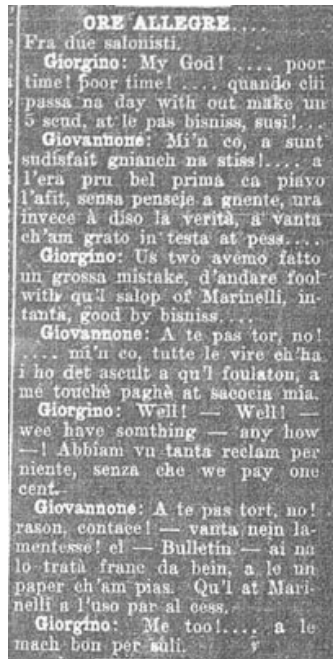 ORE ALLEGRE....
Fra due salonisti.
Giorgino: My God! .... poor
time! poor time! .... quando chi
passa na day with out make un
5 scud, at le pas bisniss, susi!...
Giovannone: Mi'n co, a sunt
sudisfait gnianch na stiss!.... a
l'era pru bel prima ca piavo
l'afit, sensa penseje a gnente, ura
invece à diso la verità, a vanta
ch'am grato in testa at pess....
Giorgino: Us two avemo fatto
un grossa mistake, d'andare fool
with qu'l salop of Marinelli, in-
tanta, good by bisniss....
Giovannone: A te pas tor, no!
.... mi'n co, tutte le vire ch'ha
i ho det ascult a qu'l foulaton, a
mé touchè paghè at sacocia mia.
Giorgino: Well! — Well! —
wee have somthing — any how
—! Abbiam vu tanta reclam per
niente, senza che we pay one
cent.
Giovannone: A te pas tort, no!
rason, contace! — vanta nein la-
mentesse! el — Bulletin — ai na
lo tratà franc da bein, a le un
paper ch'am pias. Qu'l at Mari-
nelli a l'uso par al cess.
Giorgino: Me too!.... a le
mach bon per suli.